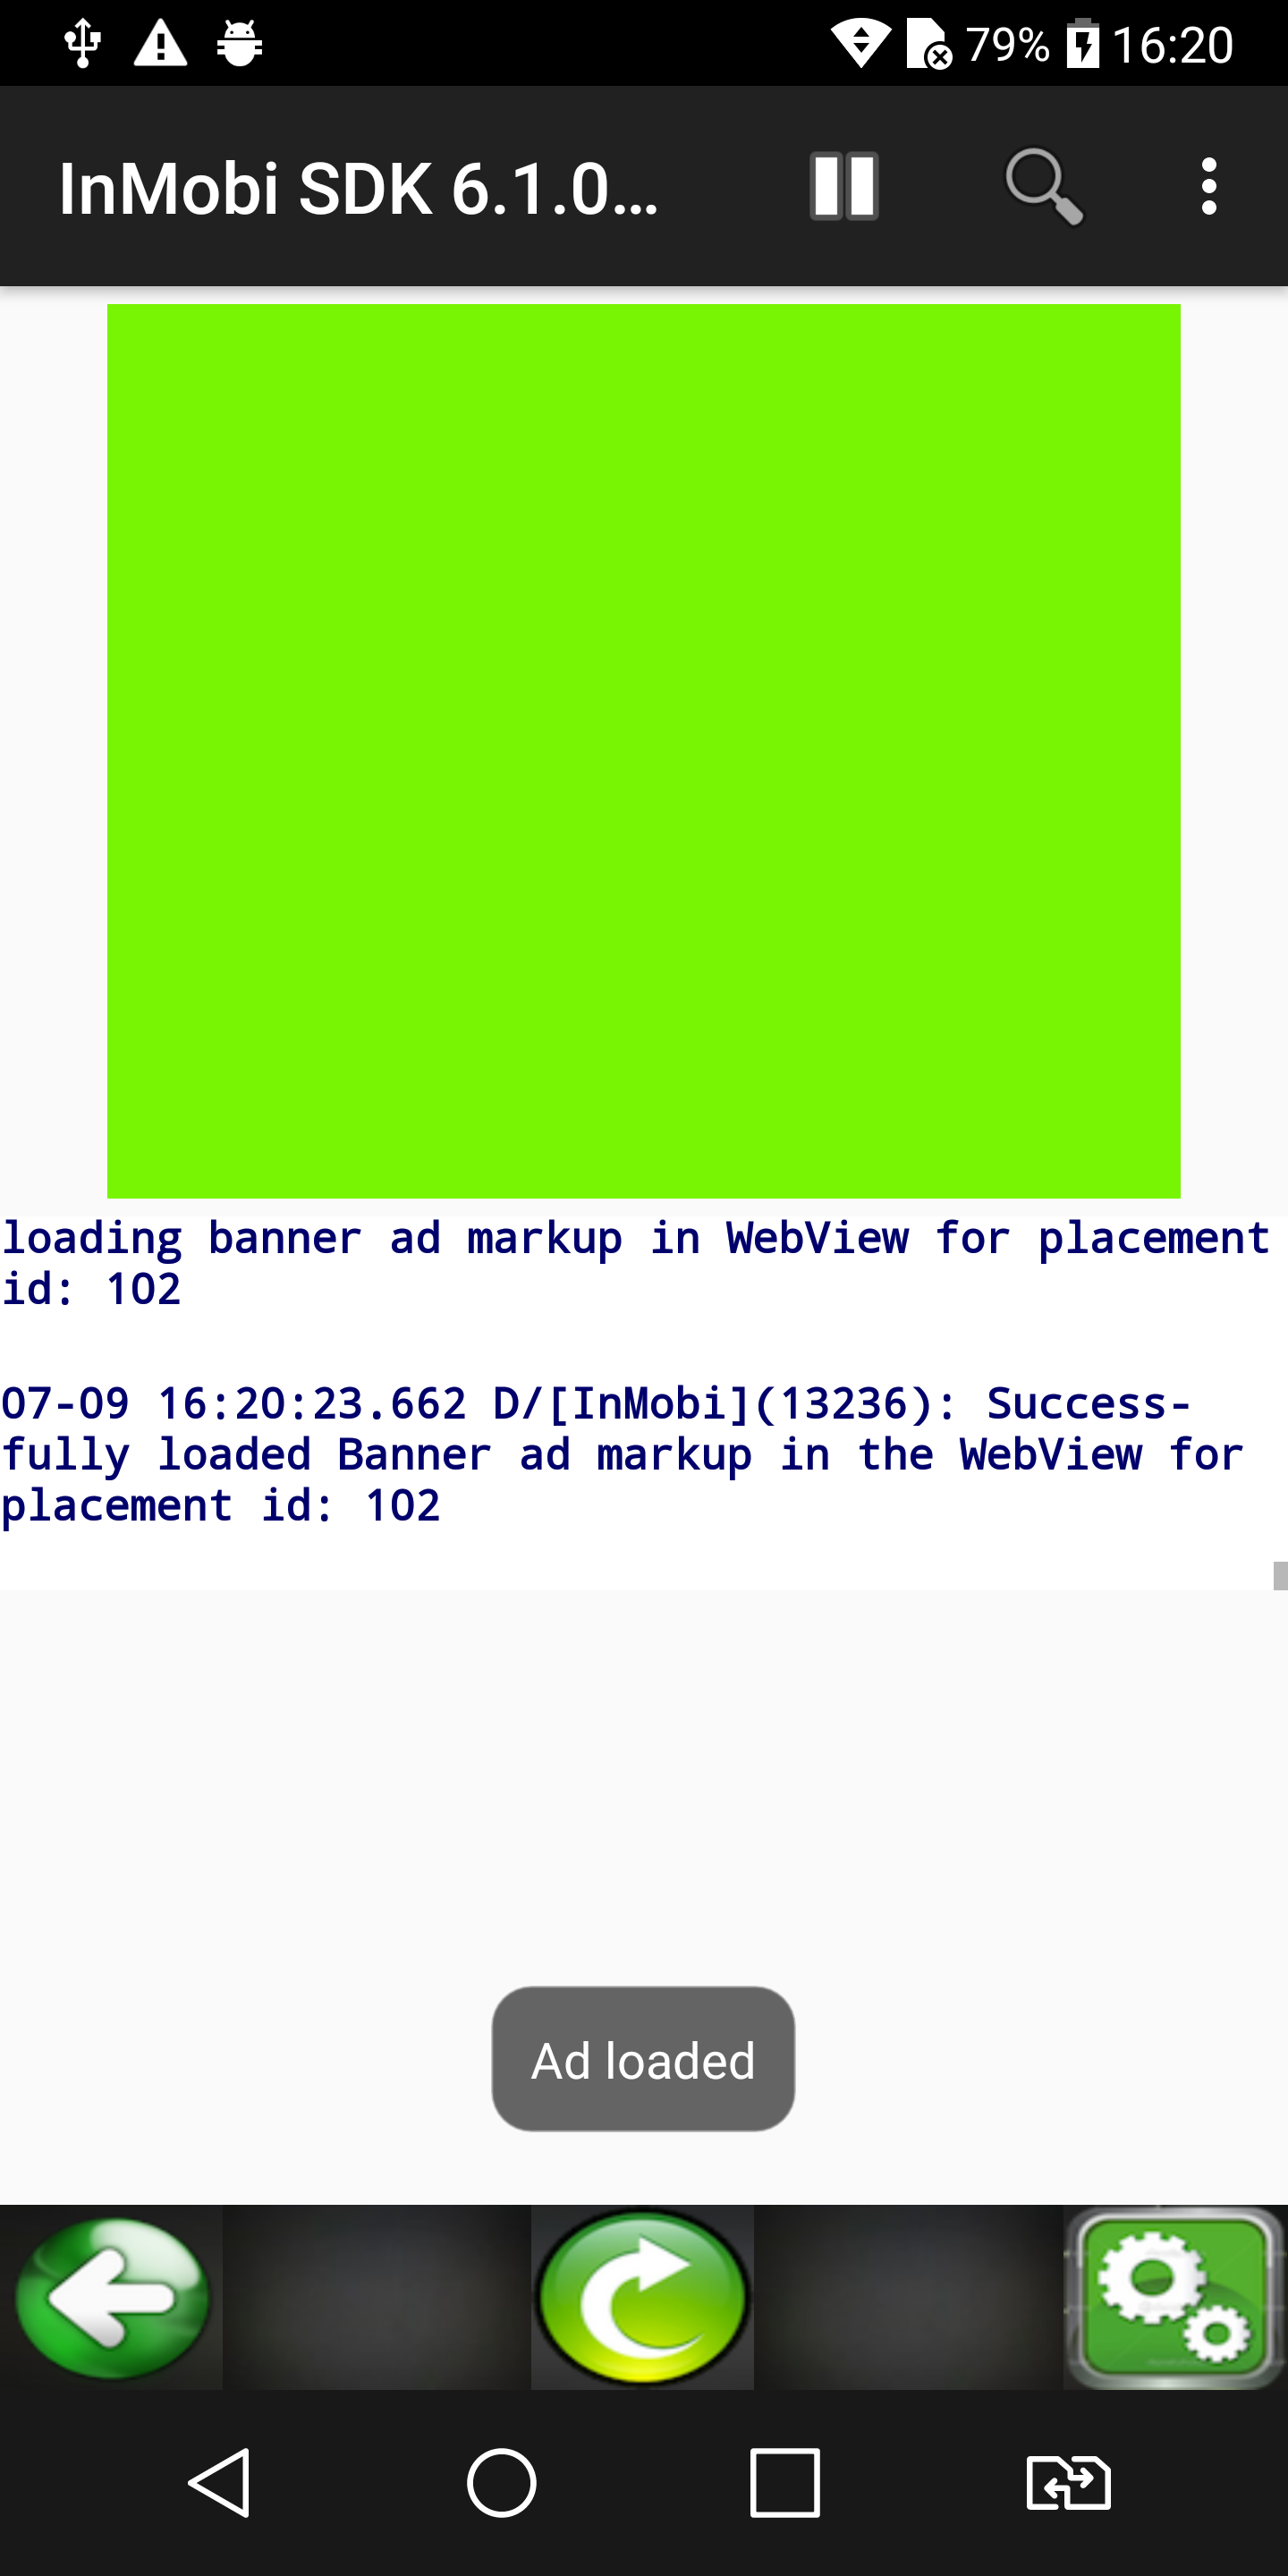 79% 16:20
InMobi SDK 6.1.0...
loading banner ad markup in WebView for placement
id: 102
07-09 16:20:23.662 D/[InMobi](13236): Success-
fully loaded Banner ad markup in the WebView for
placement id: 102
Ad loaded